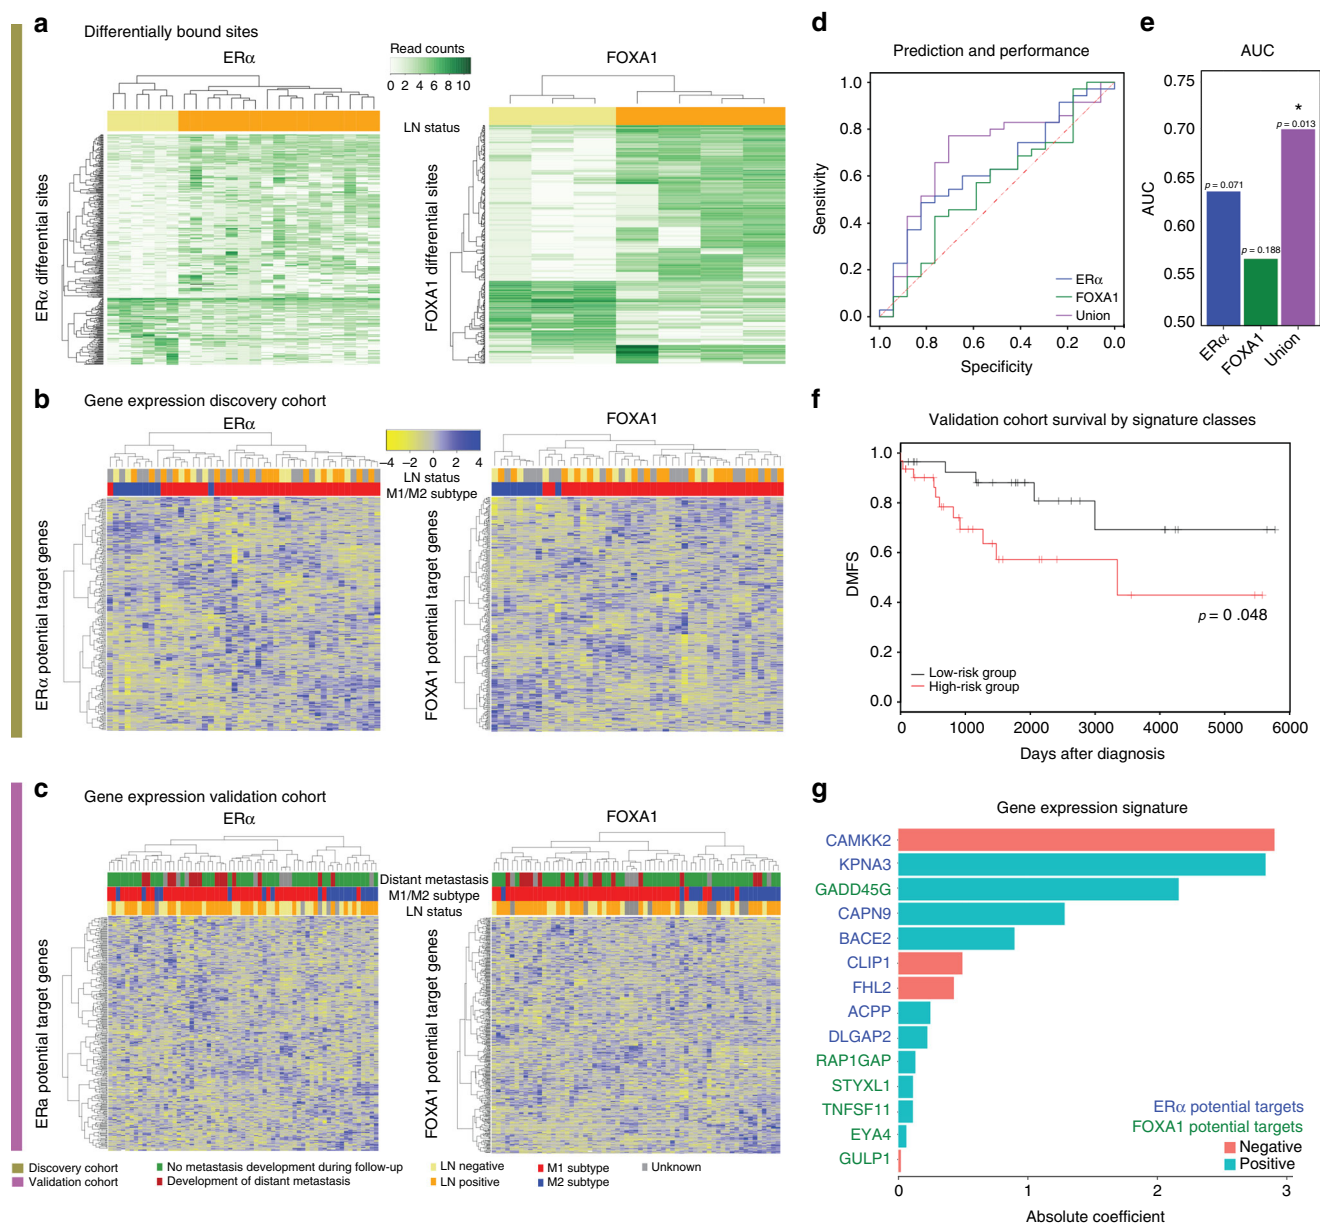 a
Differentially bound sites
ERα
Read counts
0 2 4 6 8 10
FOXA1
LN status
ERα differential sites
FOXA1 differential sites
b
Gene expression discovery cohort
ERα
−4 −2 0 2 4
FOXA1
LN status
M1/M2 subtype
ERα potential target genes
FOXA1 potential target genes
c
Gene expression validation cohort
ERα
FOXA1
Distant metastasis
M1/M2 subtype
LN status
ERa potential target genes
FOXA1 potential target genes
Discovery cohort
Validation cohort
No metastasis development during follow-up
Development of distant metastasis
LN negative
LN positive
M1 subtype
M2 subtype
Unknown
d
Prediction and performance
Sensitivity
1.0
0.8
0.6
0.4
0.2
0.0
ERα
FOXA1
Union
1.0 0.8 0.6 0.4 0.2 0.0
Specificity
e
AUC
AUC
0.75
0.70
0.65
0.60
0.55
0.50
p = 0.071
p = 0.188
*
p = 0.013
ERα
FOXA1
Union
f
Validation cohort survival by signature classes
DMFS
1.0
0.8
0.6
0.4
0.2
0.0
p = 0 .048
Low-risk group
High-risk group
0 1000 2000 3000 4000 5000 6000
Days after diagnosis
g
Gene expression signature
CAMKK2
KPNA3
GADD45G
CAPN9
BACE2
CLIP1
FHL2
ACPP
DLGAP2
RAP1GAP
STYXL1
TNFSF11
EYA4
GULP1
ERα potential targets
FOXA1 potential targets
Negative
Positive
0 1 2 3
Absolute coefficient